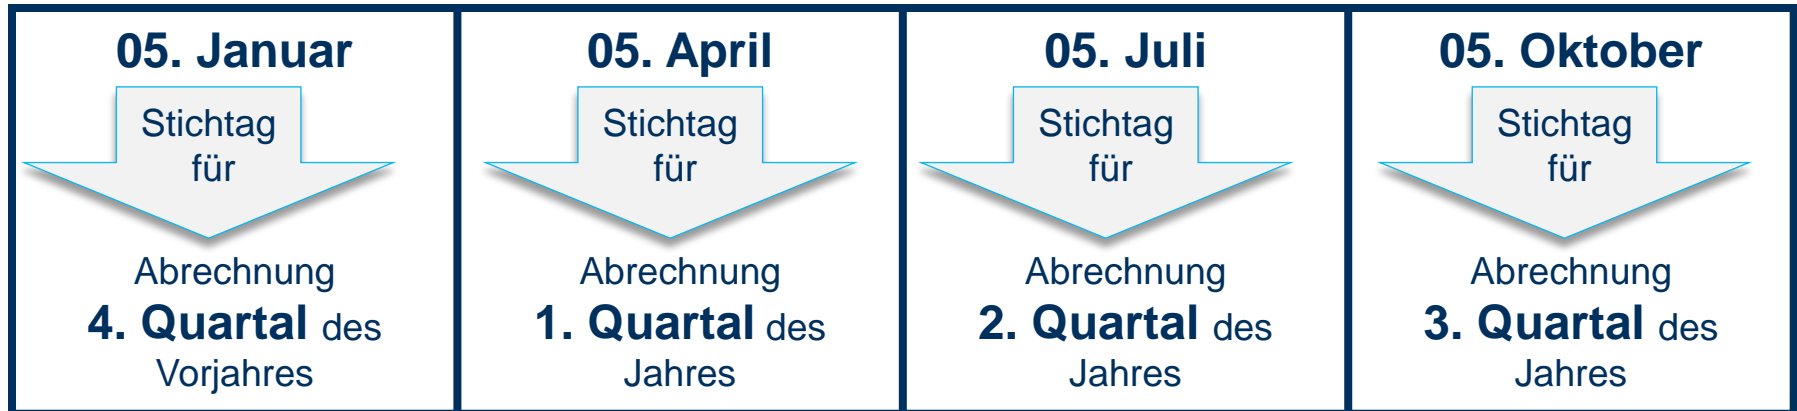 05. Januar
Stichtag
für
Abrechnung
4. Quartal des
Vorjahres
05. April
Stichtag
für
Abrechnung
1. Quartal des
Jahres
05. Juli
Stichtag
für
Abrechnung
2. Quartal des
Jahres
05. Oktober
Stichtag
für
Abrechnung
3. Quartal des
Jahres